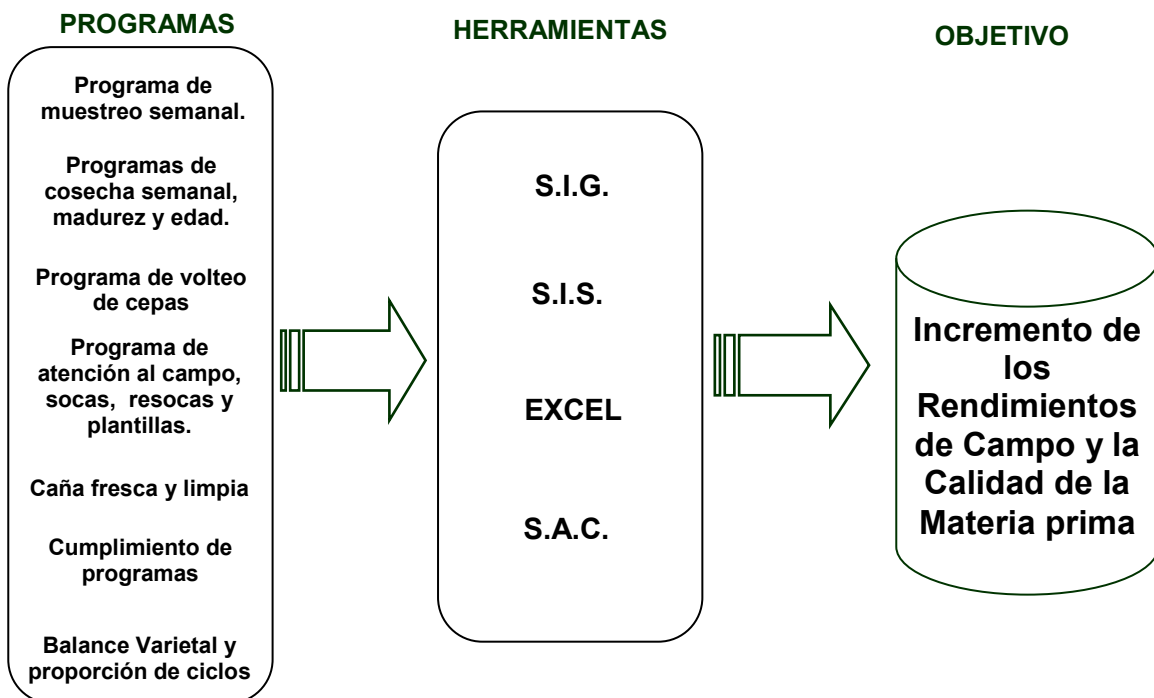 PROGRAMAS
Programa de
muestreo semanal.
Programas de
cosecha semanal,
madurez y edad.
Programa de volteo
de cepas
Programa de
atención al campo,
socas, resocas y
plantillas.
Caña fresca y limpia
Cumplimiento de
programas
Balance Varietal y
proporción de ciclos
HERRAMIENTAS
S.I.G.
S.I.S.
EXCEL
S.A.C.
OBJETIVO
Incremento de
los
Rendimientos
de Campo y la
Calidad de la
Materia prima